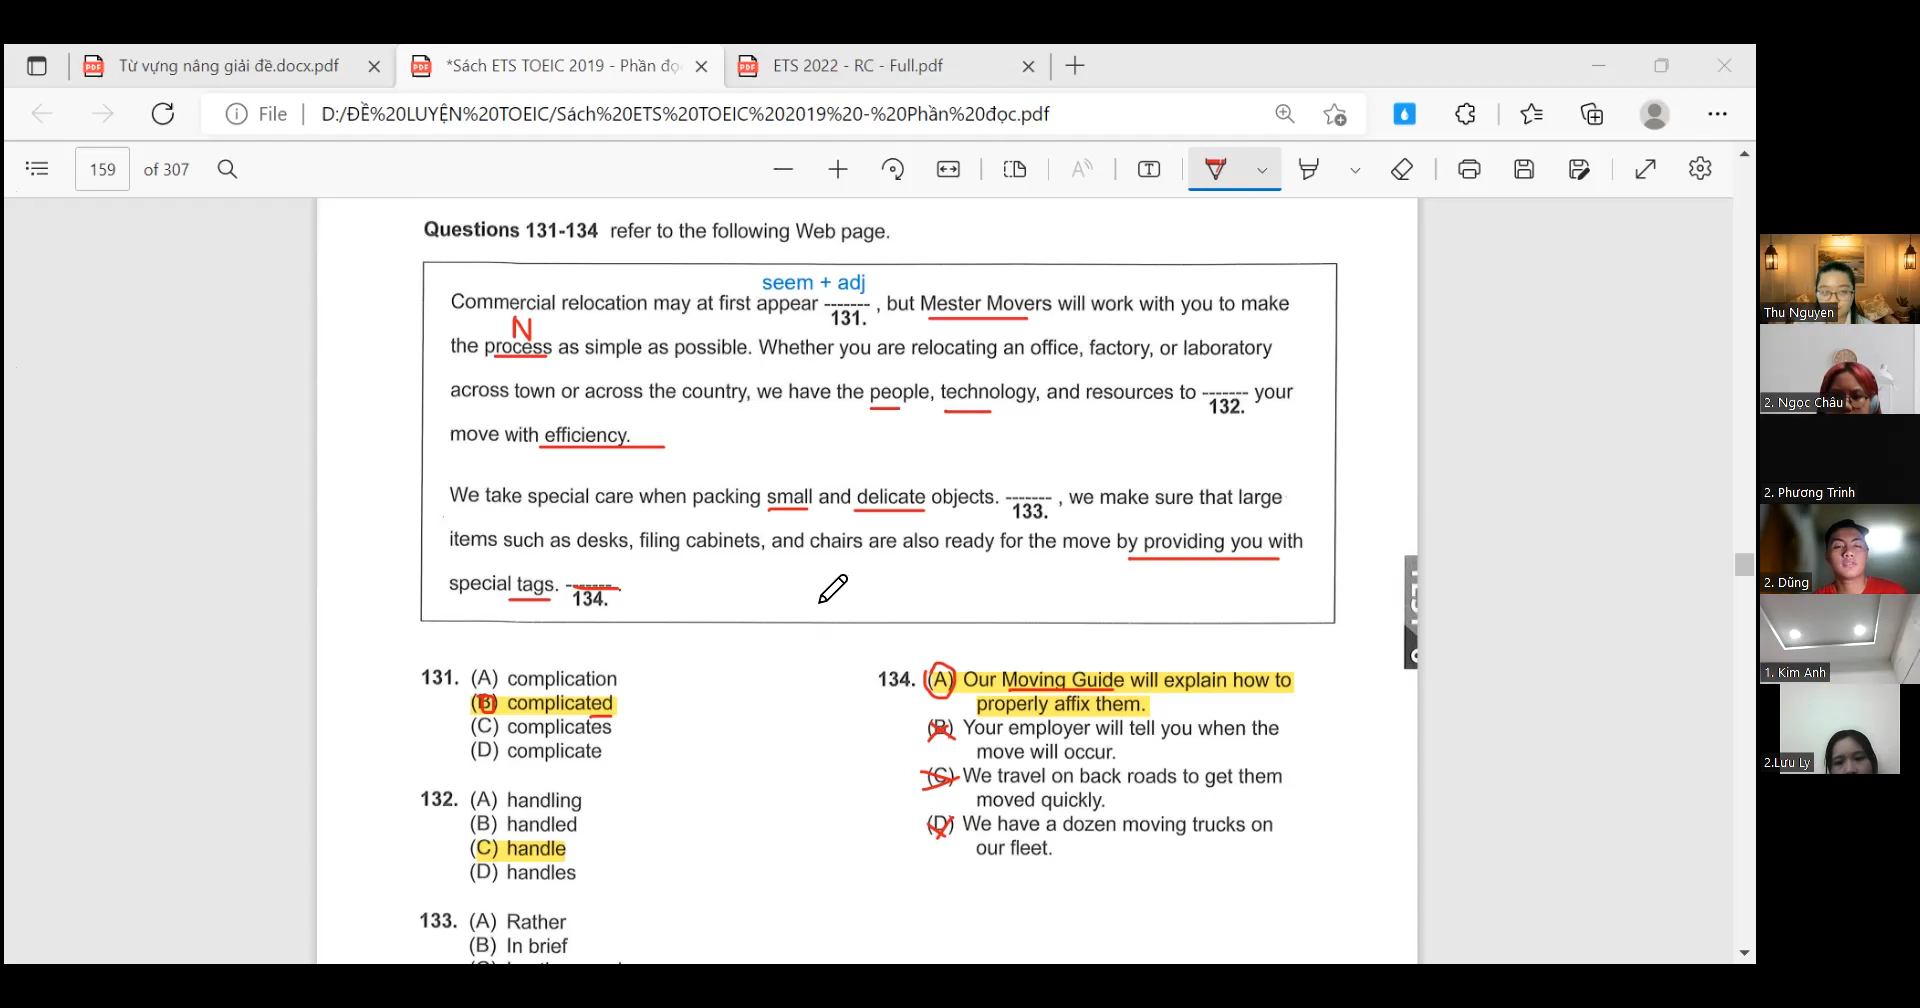 Từ vựng nâng giải đề.docx.pdf
*Sách ETS TOEIC 2019 - Phần đọ
ETS 2022 - RC - Full.pdf
File
D:/ĐỀ%20LUYỆN%20TOEIC/Sách%20ETS%20TOEIC%202019%20-%20Phần%20đọc.pdf
159 of 307
Questions 131-134 refer to the following Web page.
seem + adj
Commercial relocation may at first appear ------- , but Mester Movers will work with you to make
131.
N
the process as simple as possible. Whether you are relocating an office, factory, or laboratory
across town or across the country, we have the people, technology, and resources to ------- your
132.
move with efficiency.
We take special care when packing small and delicate objects. ------- , we make sure that large
133.
items such as desks, filing cabinets, and chairs are also ready for the move by providing you with
special tags. -------.
134.
131. (A) complication
(B) complicated
(C) complicates
(D) complicate
132. (A) handling
(B) handled
(C) handle
(D) handles
133. (A) Rather
(B) In brief
134. (A) Our Moving Guide will explain how to
properly affix them.
(B) Your employer will tell you when the
move will occur.
(C) We travel on back roads to get them
moved quickly.
(D) We have a dozen moving trucks on
our fleet.
Thu Nguyen
2. Ngọc Châu
2. Phương Trinh
2. Dũng
1. Kim Anh
2.Lưu Ly